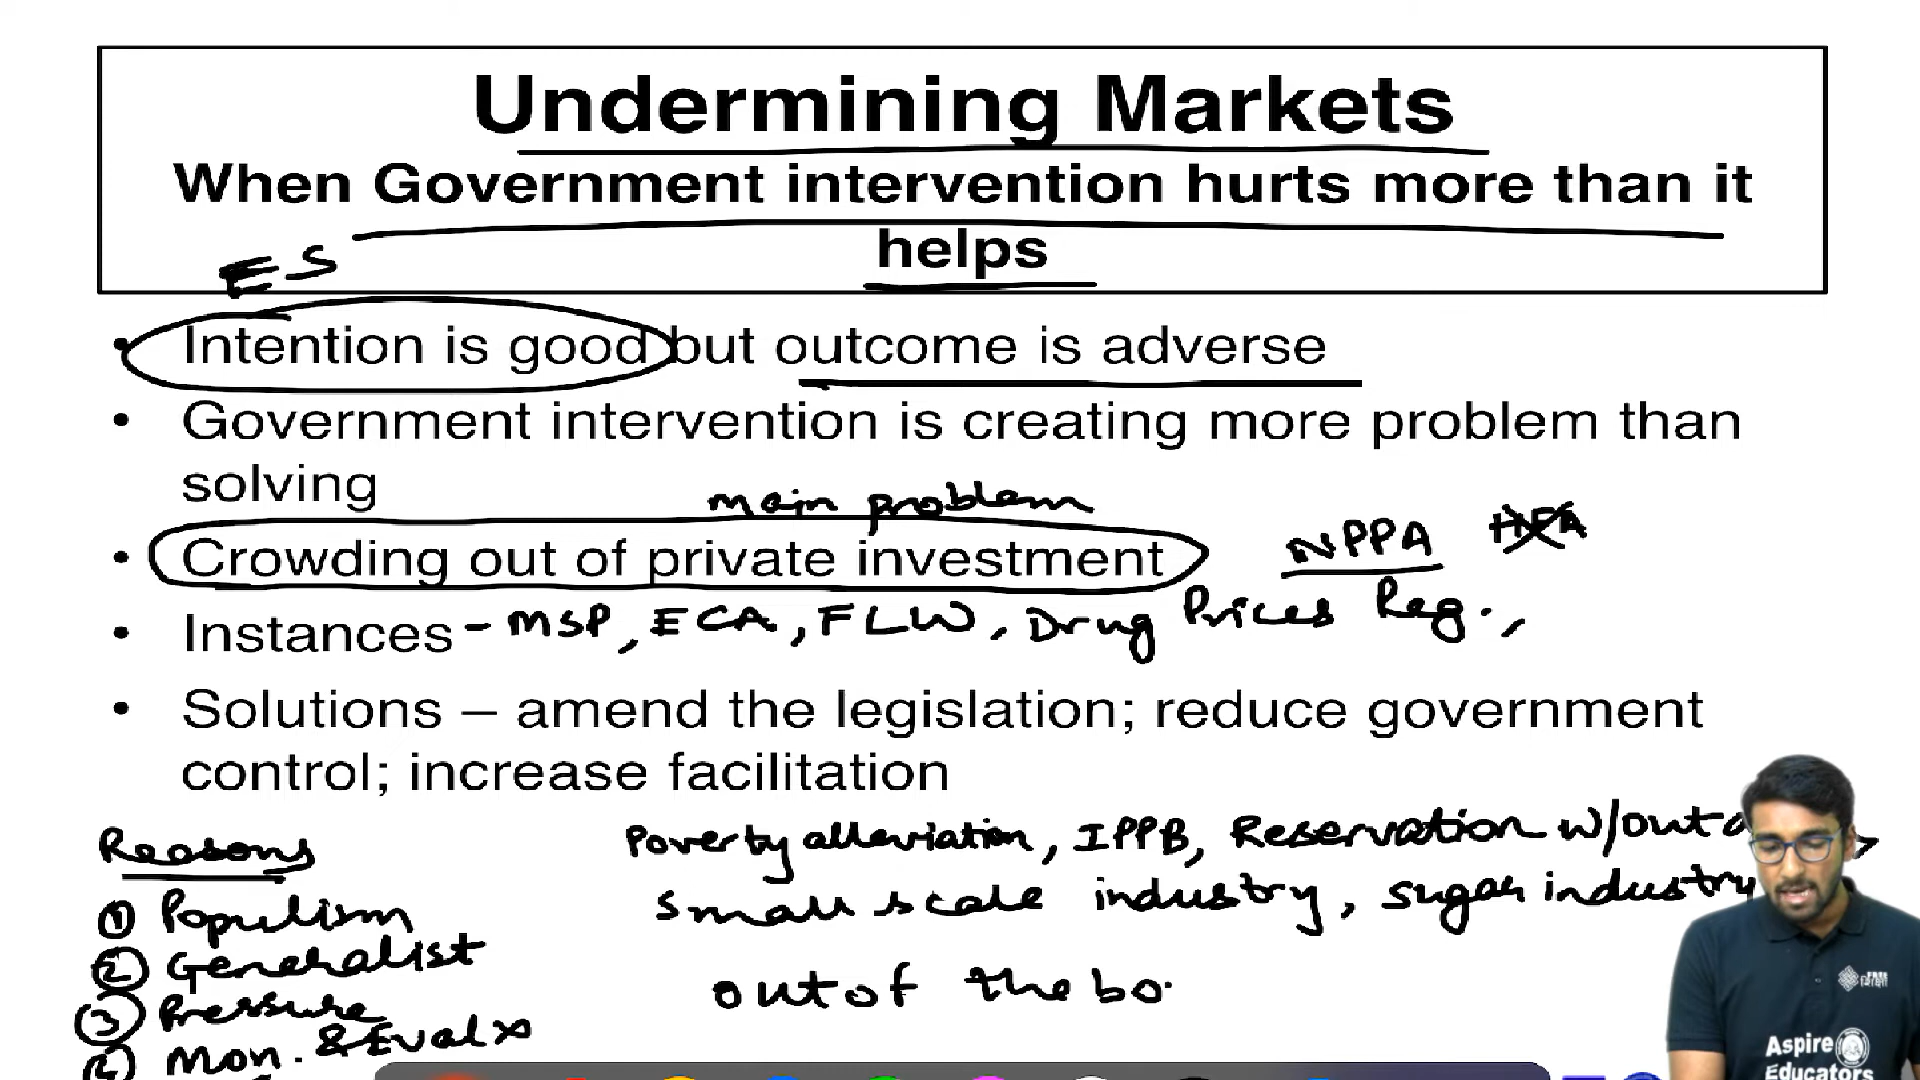 Undermining Markets
When Government intervention hurts more than it
helps
ES
• Intention is good but outcome is adverse
• Government intervention is creating more problem than
solving
main problem
• Crowding out of private investment
NPPA
• Instances - MSP, ECA, FLW, Drug Prices Reg.,
• Solutions – amend the legislation; reduce government
control; increase facilitation
Reasons
① Populism
② Generalist
③ Pressure
④ Mon. & Eval
Poverty alleviation, IPPB, Reservation w/out
small scale industry, sugar industry
out of the bo
Aspire
Educators